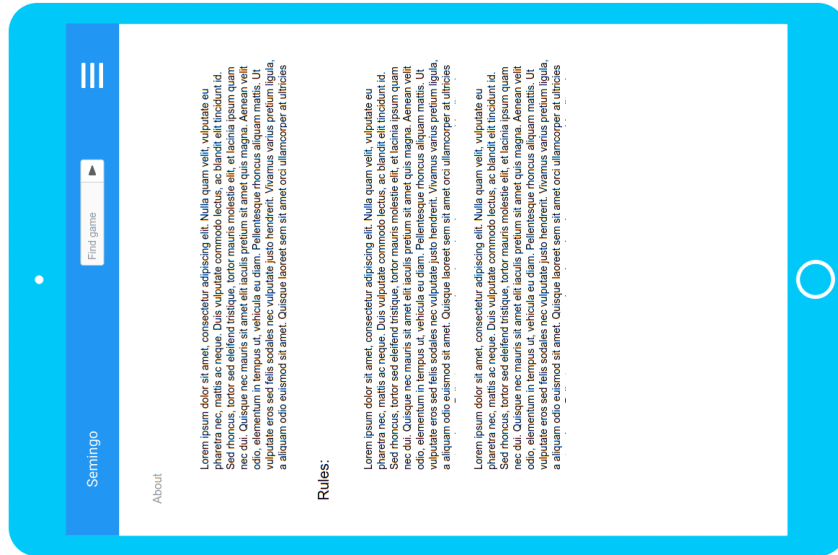 Semingo
Find game
About
Lorem ipsum dolor sit amet, consectetur adipiscing elit. Nulla quam velit, vulputate eu
pharetra nec, mattis ac neque. Duis vulputate commodo lectus, ac blandit elit tincidunt id.
Sed rhoncus, tortor sed eleifend tristique, tortor mauris molestie elit, et lacinia ipsum quam
nec dui. Quisque nec mauris sit amet elit iaculis pretium sit amet quis magna. Aenean velit
odio, elementum in tempus ut, vehicula eu diam. Pellentesque rhoncus aliquam mattis. Ut
vulputate eros sed felis sodales nec vulputate justo hendrerit. Vivamus varius pretium ligula,
a aliquam odio euismod sit amet. Quisque laoreet sem sit amet orci ullamcorper at ultricies
Rules:
Lorem ipsum dolor sit amet, consectetur adipiscing elit. Nulla quam velit, vulputate eu
pharetra nec, mattis ac neque. Duis vulputate commodo lectus, ac blandit elit tincidunt id.
Sed rhoncus, tortor sed eleifend tristique, tortor mauris molestie elit, et lacinia ipsum quam
nec dui. Quisque nec mauris sit amet elit iaculis pretium sit amet quis magna. Aenean velit
odio, elementum in tempus ut, vehicula eu diam. Pellentesque rhoncus aliquam mattis. Ut
vulputate eros sed felis sodales nec vulputate justo hendrerit. Vivamus varius pretium ligula,
a aliquam odio euismod sit amet. Quisque laoreet sem sit amet orci ullamcorper at ultricies
Lorem ipsum dolor sit amet, consectetur adipiscing elit. Nulla quam velit, vulputate eu
pharetra nec, mattis ac neque. Duis vulputate commodo lectus, ac blandit elit tincidunt id.
Sed rhoncus, tortor sed eleifend tristique, tortor mauris molestie elit, et lacinia ipsum quam
nec dui. Quisque nec mauris sit amet elit iaculis pretium sit amet quis magna. Aenean velit
odio, elementum in tempus ut, vehicula eu diam. Pellentesque rhoncus aliquam mattis. Ut
vulputate eros sed felis sodales nec vulputate justo hendrerit. Vivamus varius pretium ligula,
a aliquam odio euismod sit amet. Quisque laoreet sem sit amet orci ullamcorper at ultricies